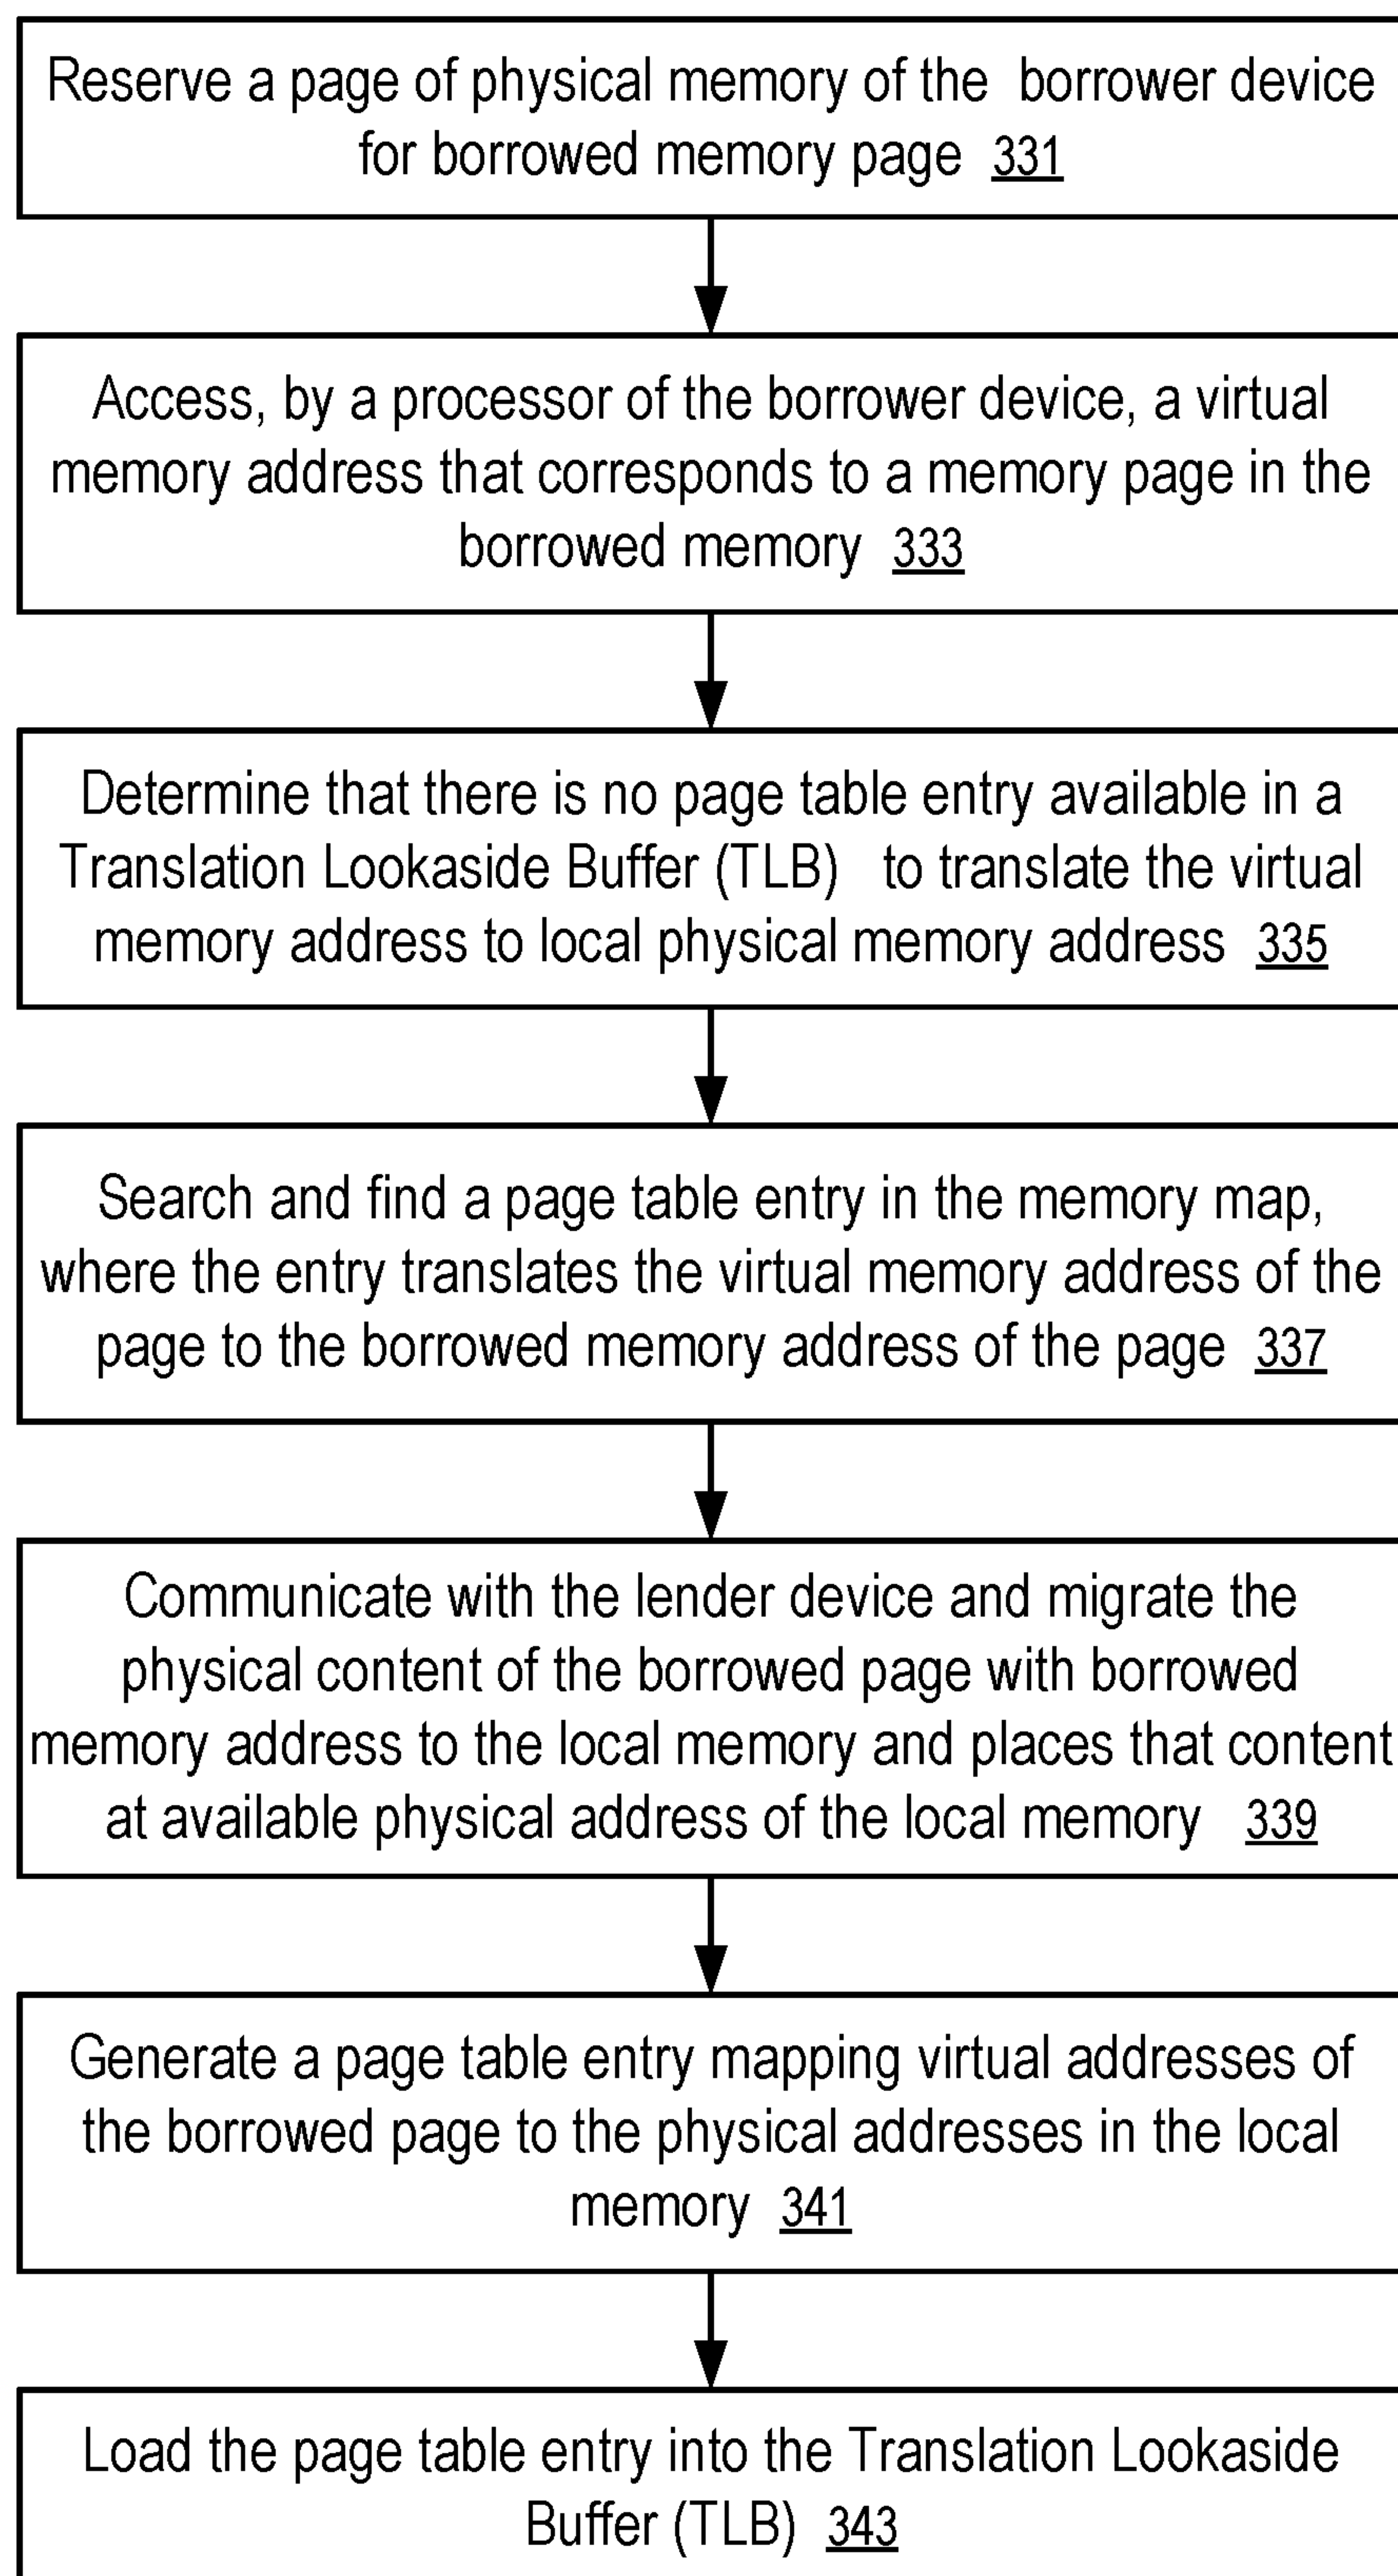 Reserve a page of physical memory of the borrower device
for borrowed memory page 331
Access, by a processor of the borrower device, a virtual
memory address that corresponds to a memory page in the
borrowed memory 333
Determine that there is no page table entry available in a
Translation Lookaside Buffer (TLB) to translate the virtual
memory address to local physical memory address 335
Search and find a page table entry in the memory map,
where the entry translates the virtual memory address of the
page to the borrowed memory address of the page 337
Communicate with the lender device and migrate the
physical content of the borrowed page with borrowed
memory address to the local memory and places that content
at available physical address of the local memory 339
Generate a page table entry mapping virtual addresses of
the borrowed page to the physical addresses in the local
memory 341
Load the page table entry into the Translation Lookaside
Buffer (TLB) 343